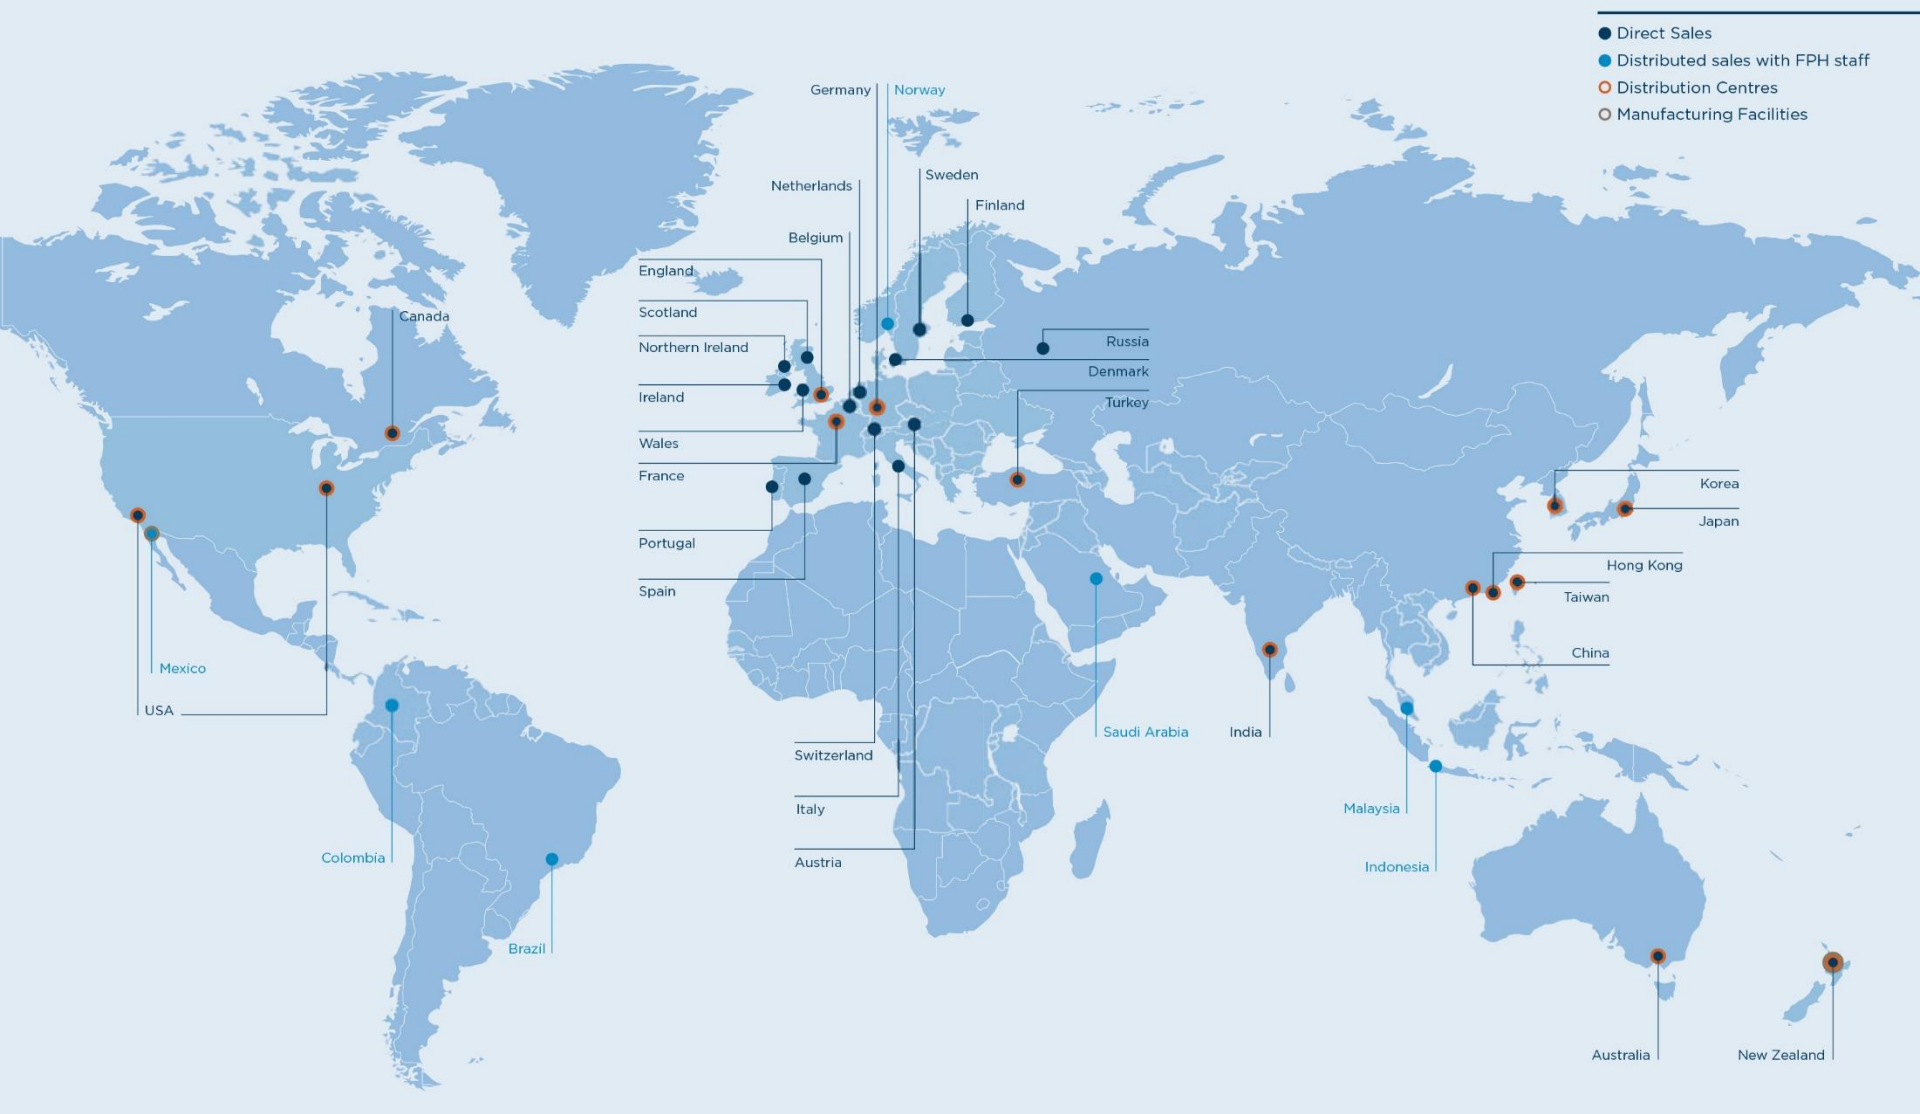 Direct Sales
Distributed sales with FPH staff
Distribution Centres
Manufacturing Facilities
Germany
Norway
Sweden
Netherlands
Finland
Belgium
England
Scotland
Canada
Northern Ireland
Russia
Denmark
Ireland
Turkey
Wales
France
Korea
Japan
Portugal
Hong Kong
Spain
Taiwan
China
Mexico
USA
Saudi Arabia
India
Switzerland
Italy
Malaysia
Colombia
Austria
Indonesia
Brazil
Australia
New Zealand